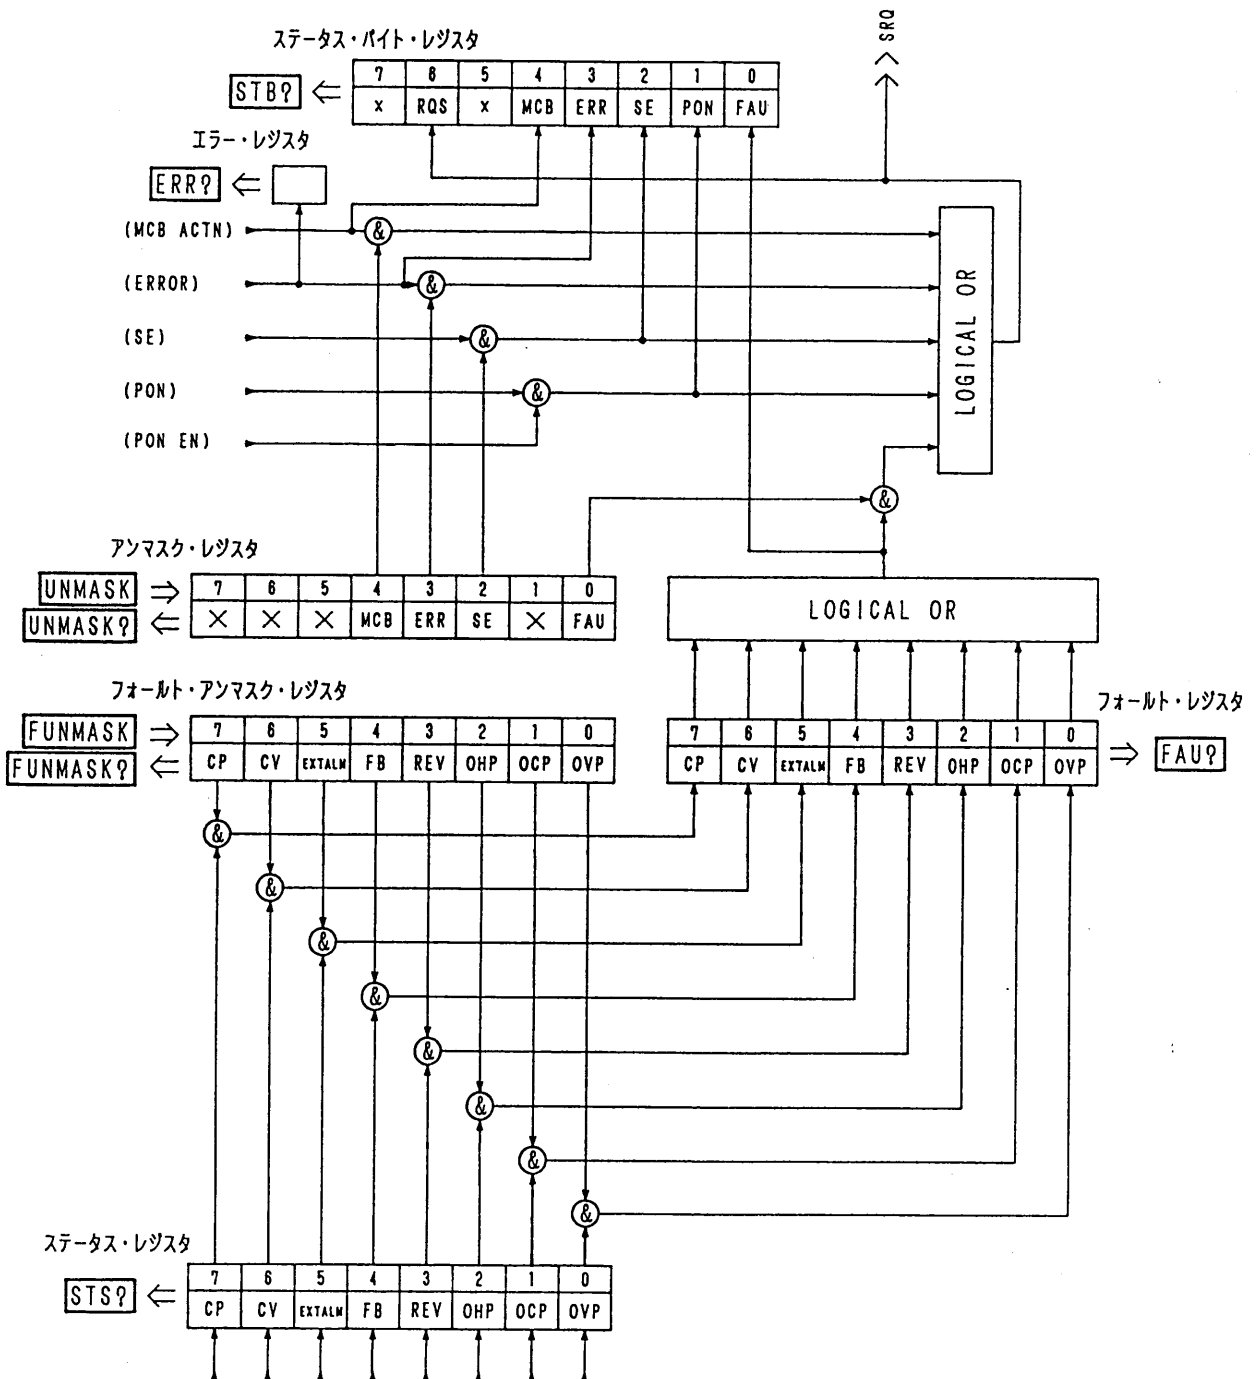 SRQ
ステータス・バイト・レジスタ
7 6 5 4 3 2 1 0
STB?
× RQS × MCB ERR SE PON FAU
エラー・レジスタ
ERR?
(MCB ACTN)
&
(ERROR)
&
(SE)
&
(PON)
&
(PON EN)
LOGICAL OR
&
アンマスク・レジスタ
UNMASK
7 6 5 4 3 2 1 0
UNMASK?
× × × MCB ERR SE × FAU
LOGICAL OR
フォールト・アンマスク・レジスタ
フォールト・レジスタ
FUNMASK
7 6 5 4 3 2 1 0
FUNMASK?
CP CV EXTALM FB REV OHP OCP OVP
7 6 5 4 3 2 1 0
CP CV EXTALM FB REV OHP OCP OVP
FAU?
&
&
&
&
&
&
&
&
ステータス・レジスタ
7 6 5 4 3 2 1 0
STS?
CP CV EXTALM FB REV OHP OCP OVP